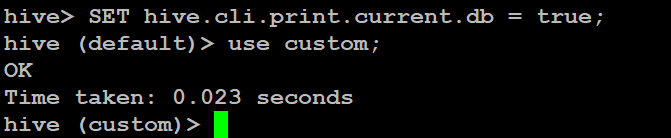 hive> SET hive.cli.print.current.db = true;
hive (default)> use custom;
OK
Time taken: 0.023 seconds
hive (custom)>